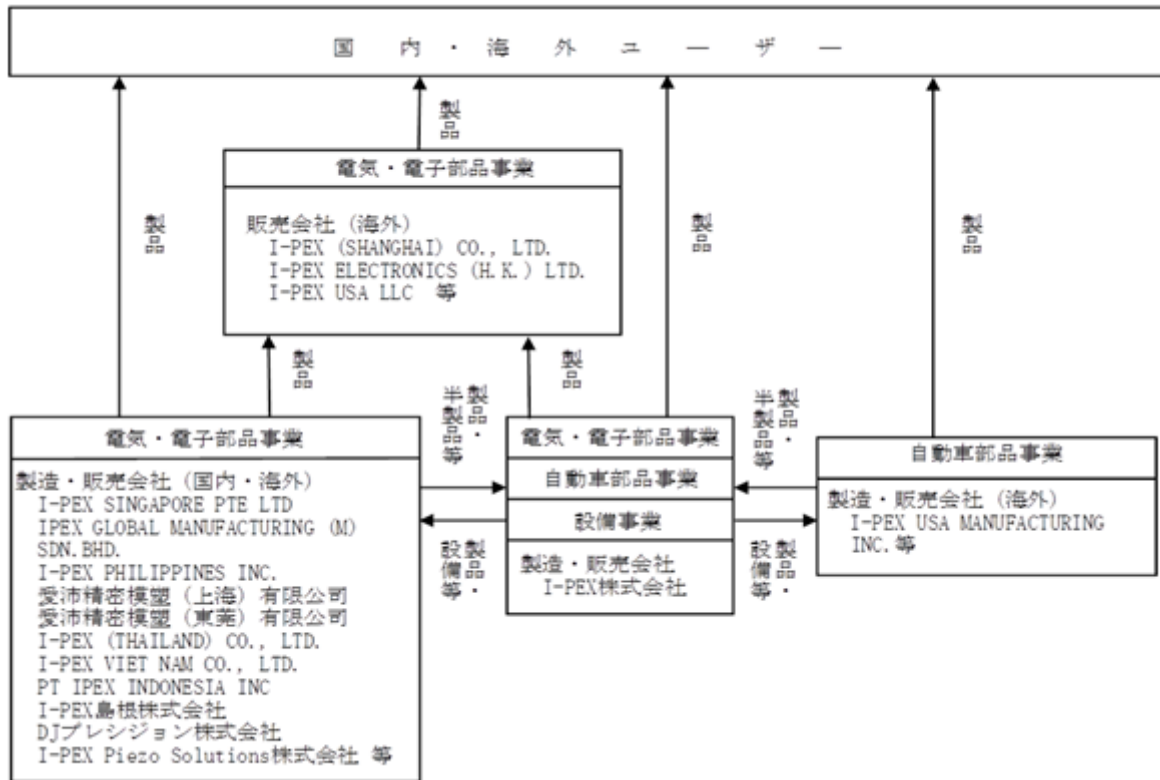 国 内 ・ 海 外 ユ ー ザ ー
製品
電気・電子部品事業
販売会社（海外）
I-PEX (SHANGHAI) CO., LTD.
I-PEX ELECTRONICS (H.K.) LTD.
I-PEX USA LLC 等
製品
製品
製品
製品
製品
製品・半製品等
製品・半製品等
電気・電子部品事業
製造・販売会社（国内・海外）
I-PEX SINGAPORE PTE LTD
IPEX GLOBAL MANUFACTURING (M)
SDN.BHD.
I-PEX PHILIPPINES INC.
愛沛精密模塑（上海）有限公司
愛沛精密模塑（東莞）有限公司
I-PEX (THAILAND) CO., LTD.
I-PEX VIET NAM CO., LTD.
PT IPEX INDONESIA INC
I-PEX島根株式会社
DJプレシジョン株式会社
I-PEX Piezo Solutions株式会社 等
製品・設備等
電気・電子部品事業
自動車部品事業
設備事業
製造・販売会社
I-PEX株式会社
製品・設備等
自動車部品事業
製造・販売会社（海外）
I-PEX USA MANUFACTURING
INC.等